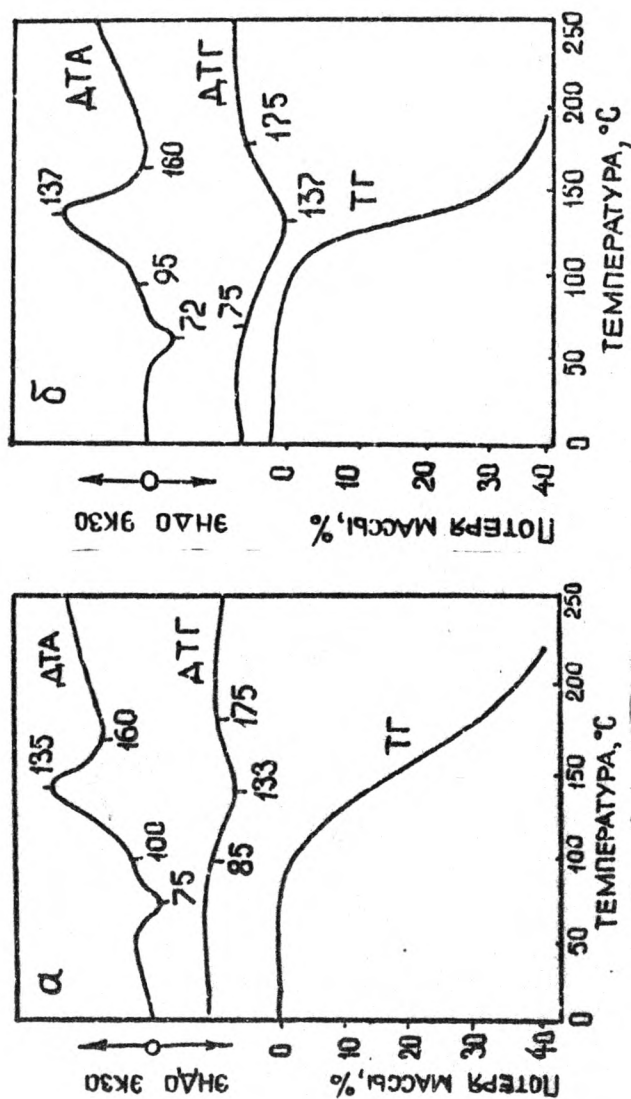 а
ДТА
135
160
100
75
ДТГ
175
133
85
ТГ
ЭНДО ЭКЗО
О
ПОТЕРЯ МАССЫ, %
0
10
20
30
40
0 50 100 150 200 250
ТЕМПЕРАТУРА, °С
б
ДТА
137
160
95
72
ДТГ
175
137
75
ТГ
ЭНДО ЭКЗО
О
ПОТЕРЯ МАССЫ, %
0
10
20
30
40
0 50 100 150 200 250
ТЕМПЕРАТУРА, °С